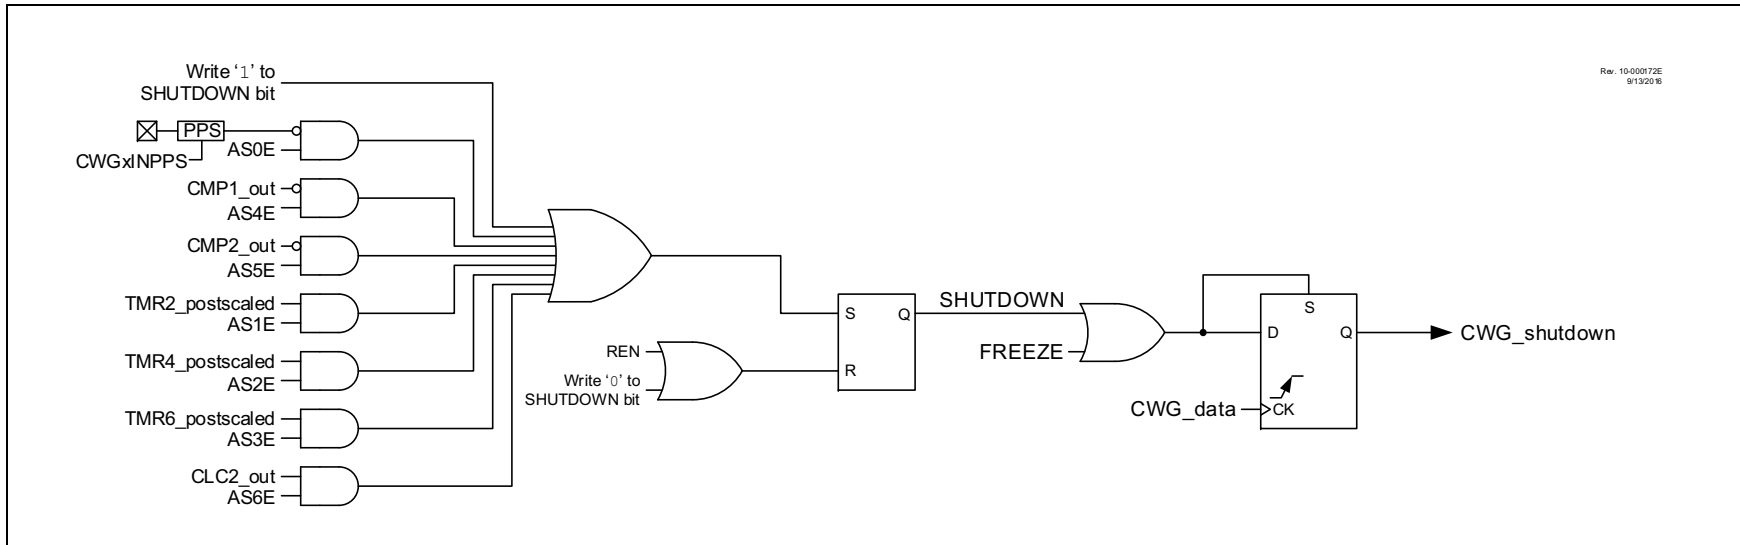 Write ‘1’ to
SHUTDOWN bit
Rev. 10-000172E
9/13/2016
PPS
AS0E
CWGxINPPS
CMP1_out
AS4E
CMP2_out
AS5E
TMR2_postscaled
AS1E
TMR4_postscaled
AS2E
TMR6_postscaled
AS3E
CLC2_out
AS6E
REN
Write ‘0’ to
SHUTDOWN bit
S
Q
R
SHUTDOWN
FREEZE
S
D
Q
CWG_data
CK
CWG_shutdown